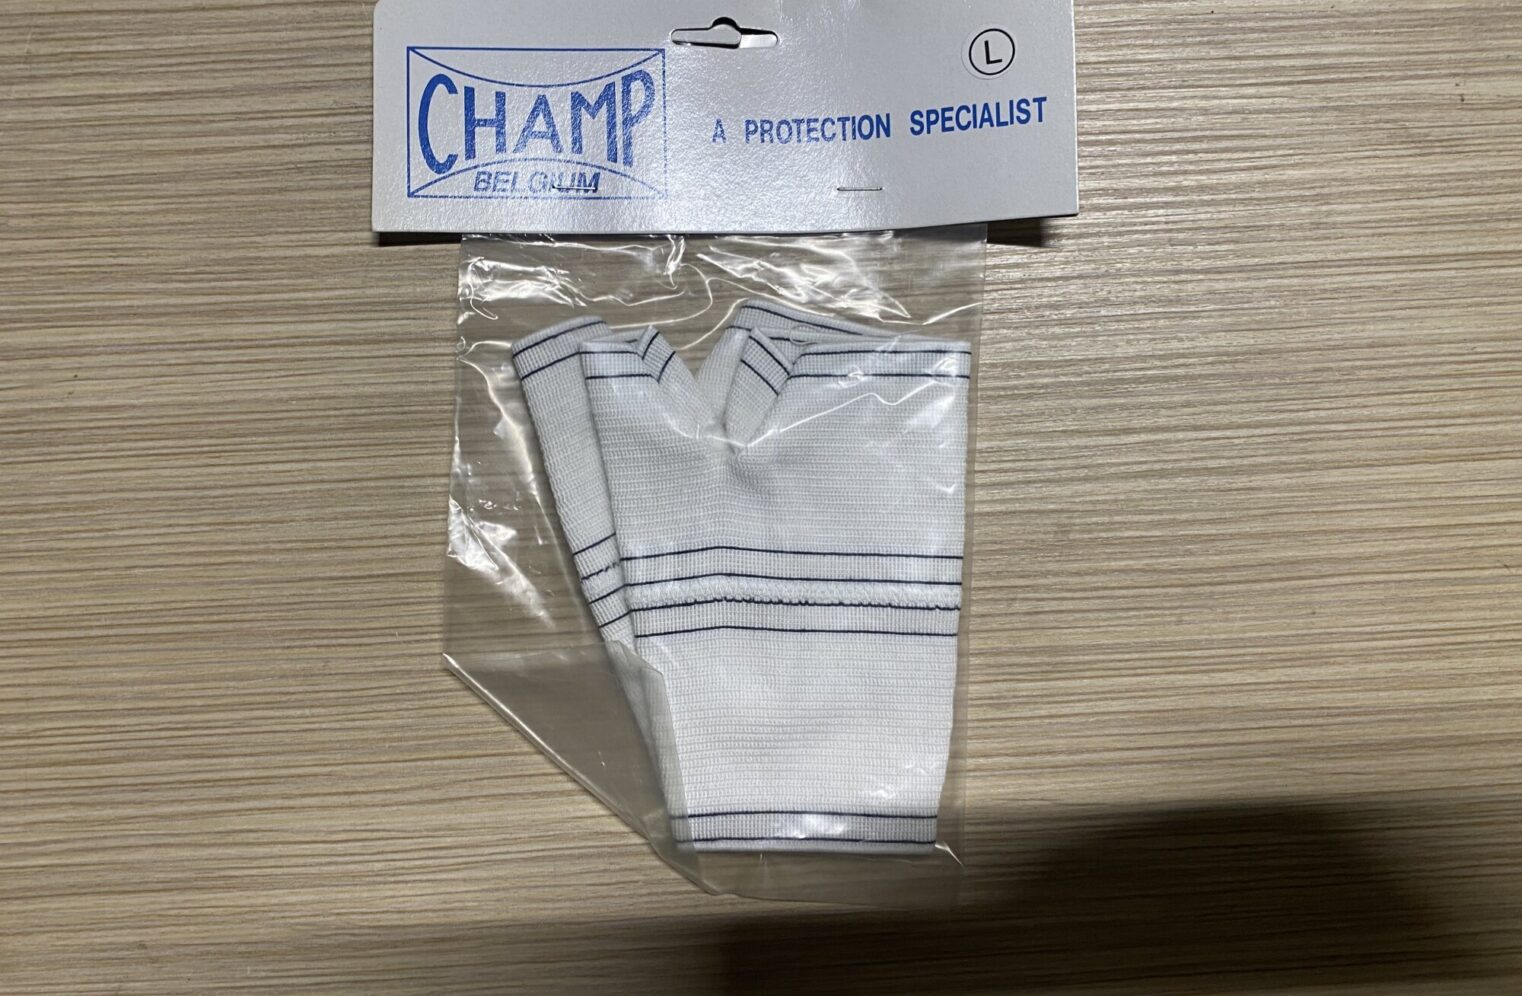 CHAMP
BELGIUM
A PROTECTION SPECIALIST
L